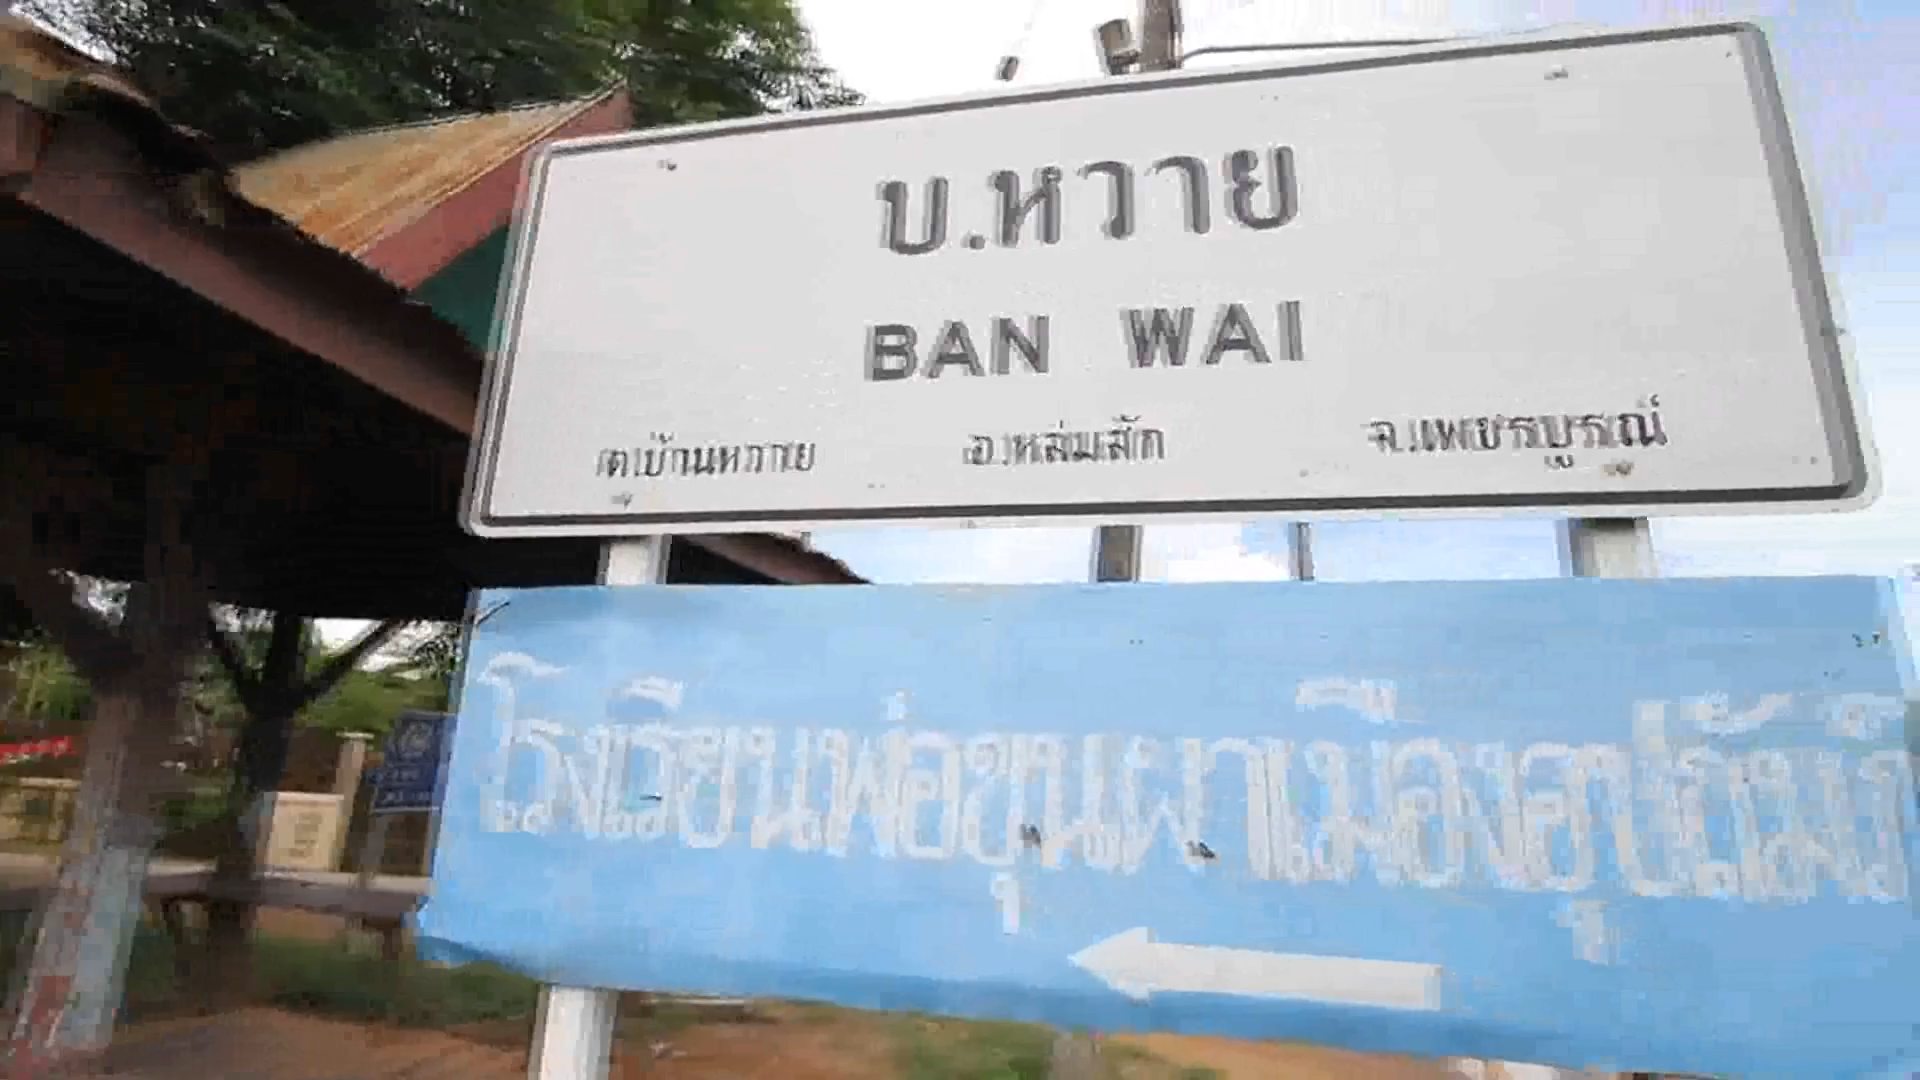 บ.หวาย
BAN WAI
ต.บ้านหวาย อ.หล่มสัก จ.เพชรบูรณ์
โรงเรียนพ่อขุนผาเมืองอุปถัมภ์